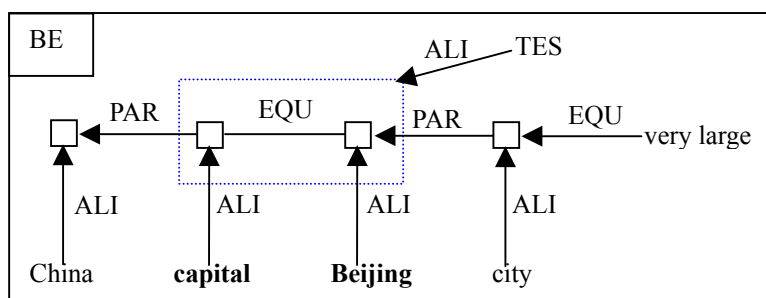 BE
ALI TES
PAR EQU PAR EQU
very large
ALI ALI ALI ALI
China capital Beijing city